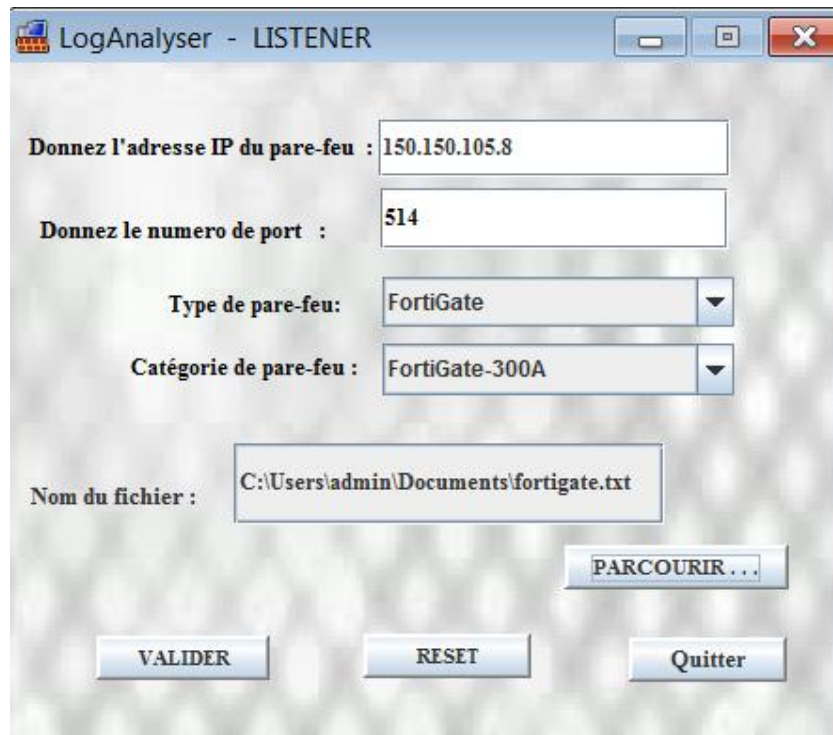 LogAnalyser - LISTENER
Donnez l'adresse IP du pare-feu : 150.150.105.8
Donnez le numero de port : 514
Type de pare-feu: FortiGate
Catégorie de pare-feu : FortiGate-300A
Nom du fichier : C:\Users\admin\Documents\fortigate.txt
PARCOURIR . . .
VALIDER RESET Quitter